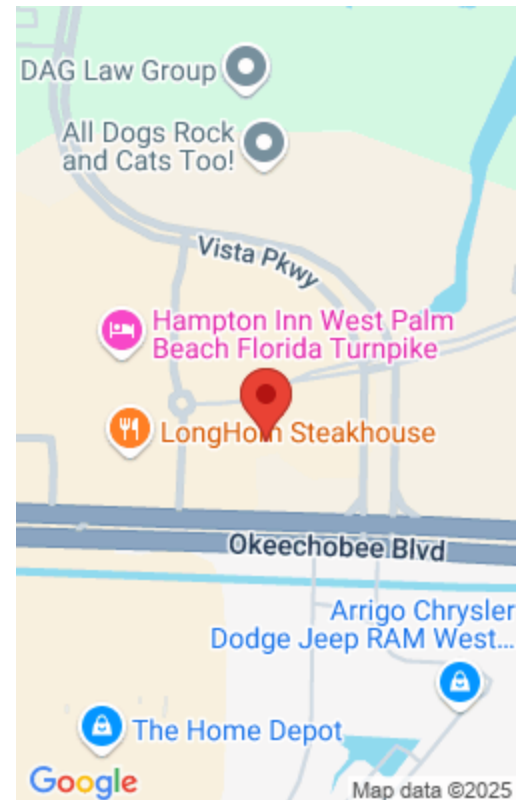 DAG Law Group
All Dogs Rock
and Cats Too!
Vista Pkwy
Hampton Inn West Palm
Beach Florida Turnpike
LongHorn Steakhouse
Okeechobee Blvd
Arrigo Chrysler
Dodge Jeep RAM West...
The Home Depot
Google
Map data ©2025